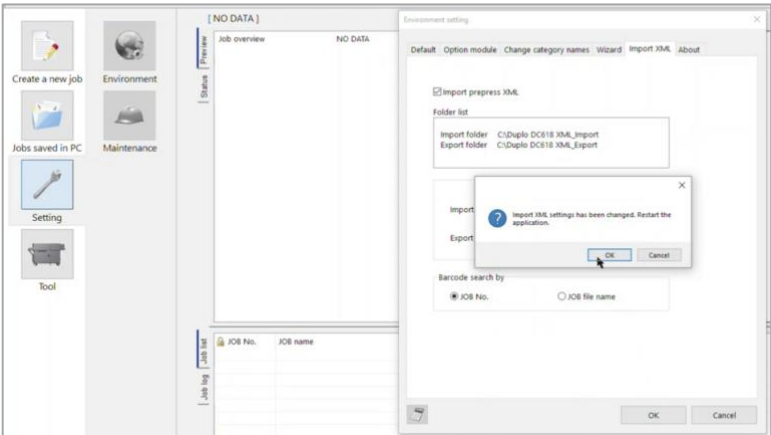 [ NO DATA ]
Environment setting
Create a new job
Environment
Jobs saved in PC
Maintenance
Setting
Tool
Preview
Status
Job overview
NO DATA
Default Option module Change category names Wizard Import XML About
Import prepress XML
Folder list
Import folder C:\Duplo DC618 XML_Import
Export folder C:\Duplo DC618 XML_Export
Import
Export
Import XML settings has been changed. Restart the
application.
OK Cancel
Barcode search by
JOB No. JOB file name
Job list
Job log
JOB No. JOB name
OK Cancel